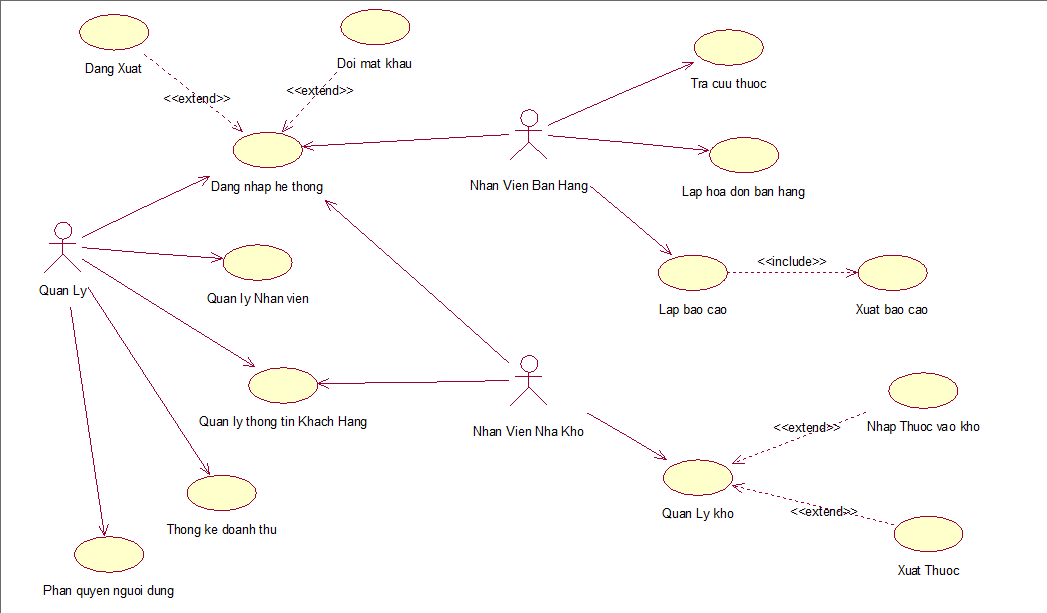 Dang Xuat
Doi mat khau
Tra cuu thuoc
<<extend>>
<<extend>>
Dang nhap he thong
Nhan Vien Ban Hang
Lap hoa don ban hang
Quan Ly
Quan ly Nhan vien
<<include>>
Lap bao cao
Xuat bao cao
Quan ly thong tin Khach Hang
Nhan Vien Nha Kho
<<extend>>
Nhap Thuoc vao kho
Quan Ly kho
<<extend>>
Thong ke doanh thu
Xuat Thuoc
Phan quyen nguoi dung